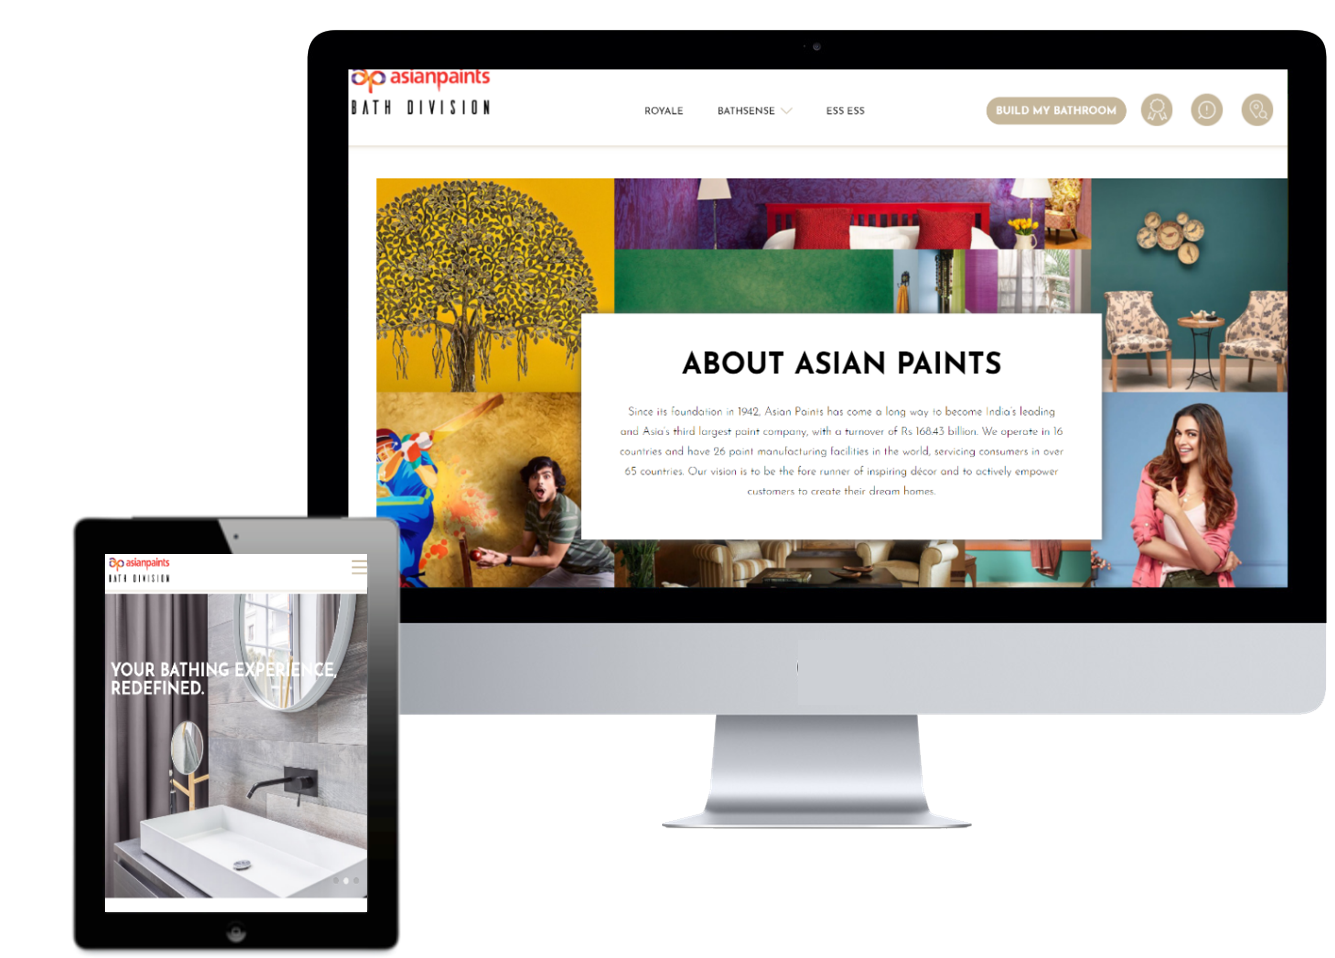 asianpaints
BATH DIVISION
ROYALE
BATHSENSE
ESS ESS
BUILD MY BATHROOM
ABOUT ASIAN PAINTS
Since its foundation in 1942, Asian Paints has come a long way to become India's leading
and Asia's third largest paint company, with a turnover of Rs 168.43 billion. We operate in 16
countries and have 26 paint manufacturing facilities in the world, servicing consumers in over
65 countries. Our vision is to be the fore runner of inspiring décor and to actively empower
customers to create their dream homes.
asianpaints
BATH DIVISION
YOUR BATHING EXPERIENCE,
REDEFINED.